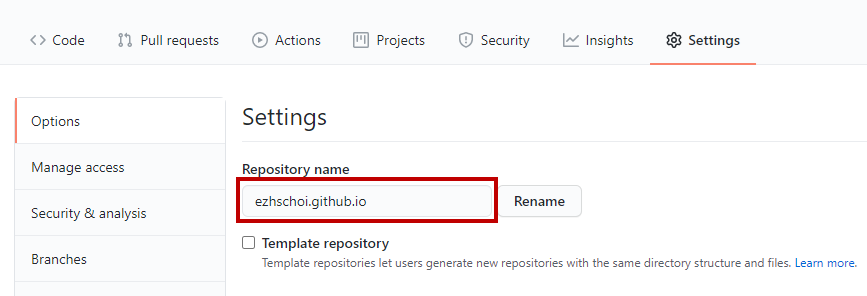 Code Pull requests Actions Projects Security Insights Settings
Options
Manage access
Security & analysis
Branches
Settings
Repository name
ezhschoi.github.io Rename
Template repository
Template repositories let users generate new repositories with the same directory structure and files. Learn more.